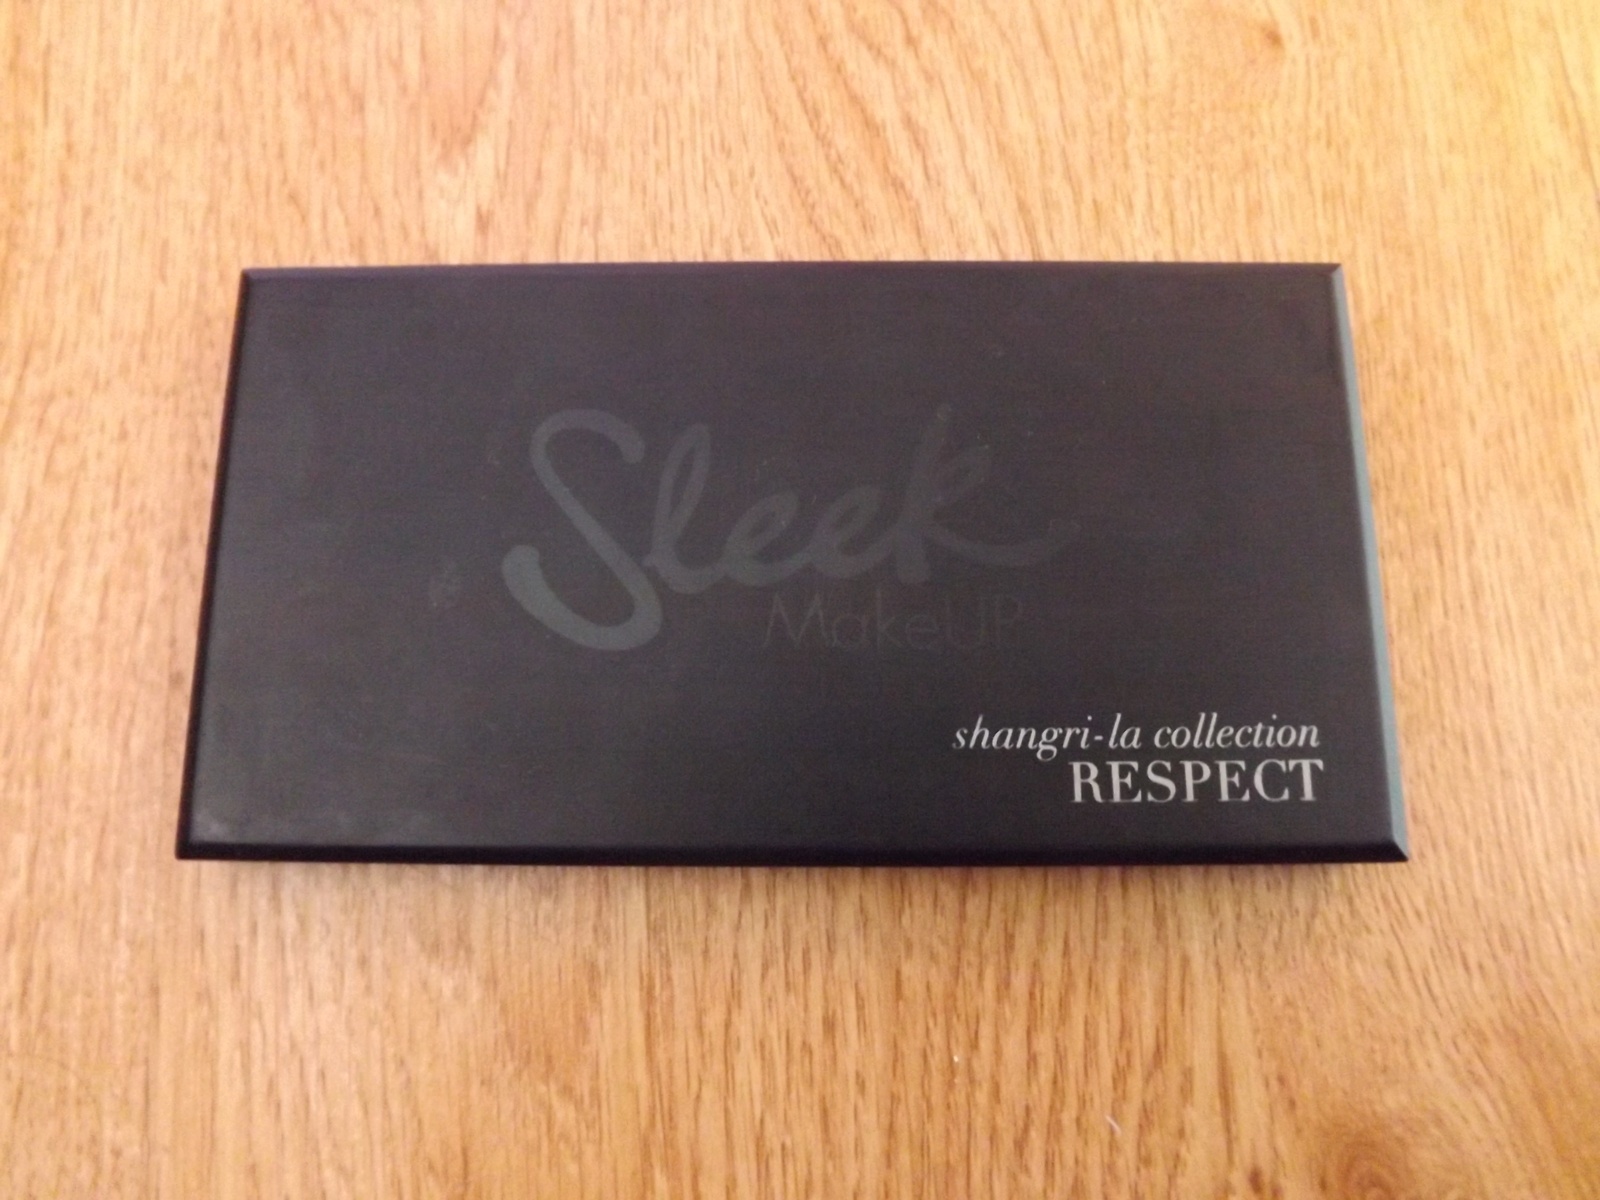 Sleek
MakeUP
shangri-la collection
RESPECT